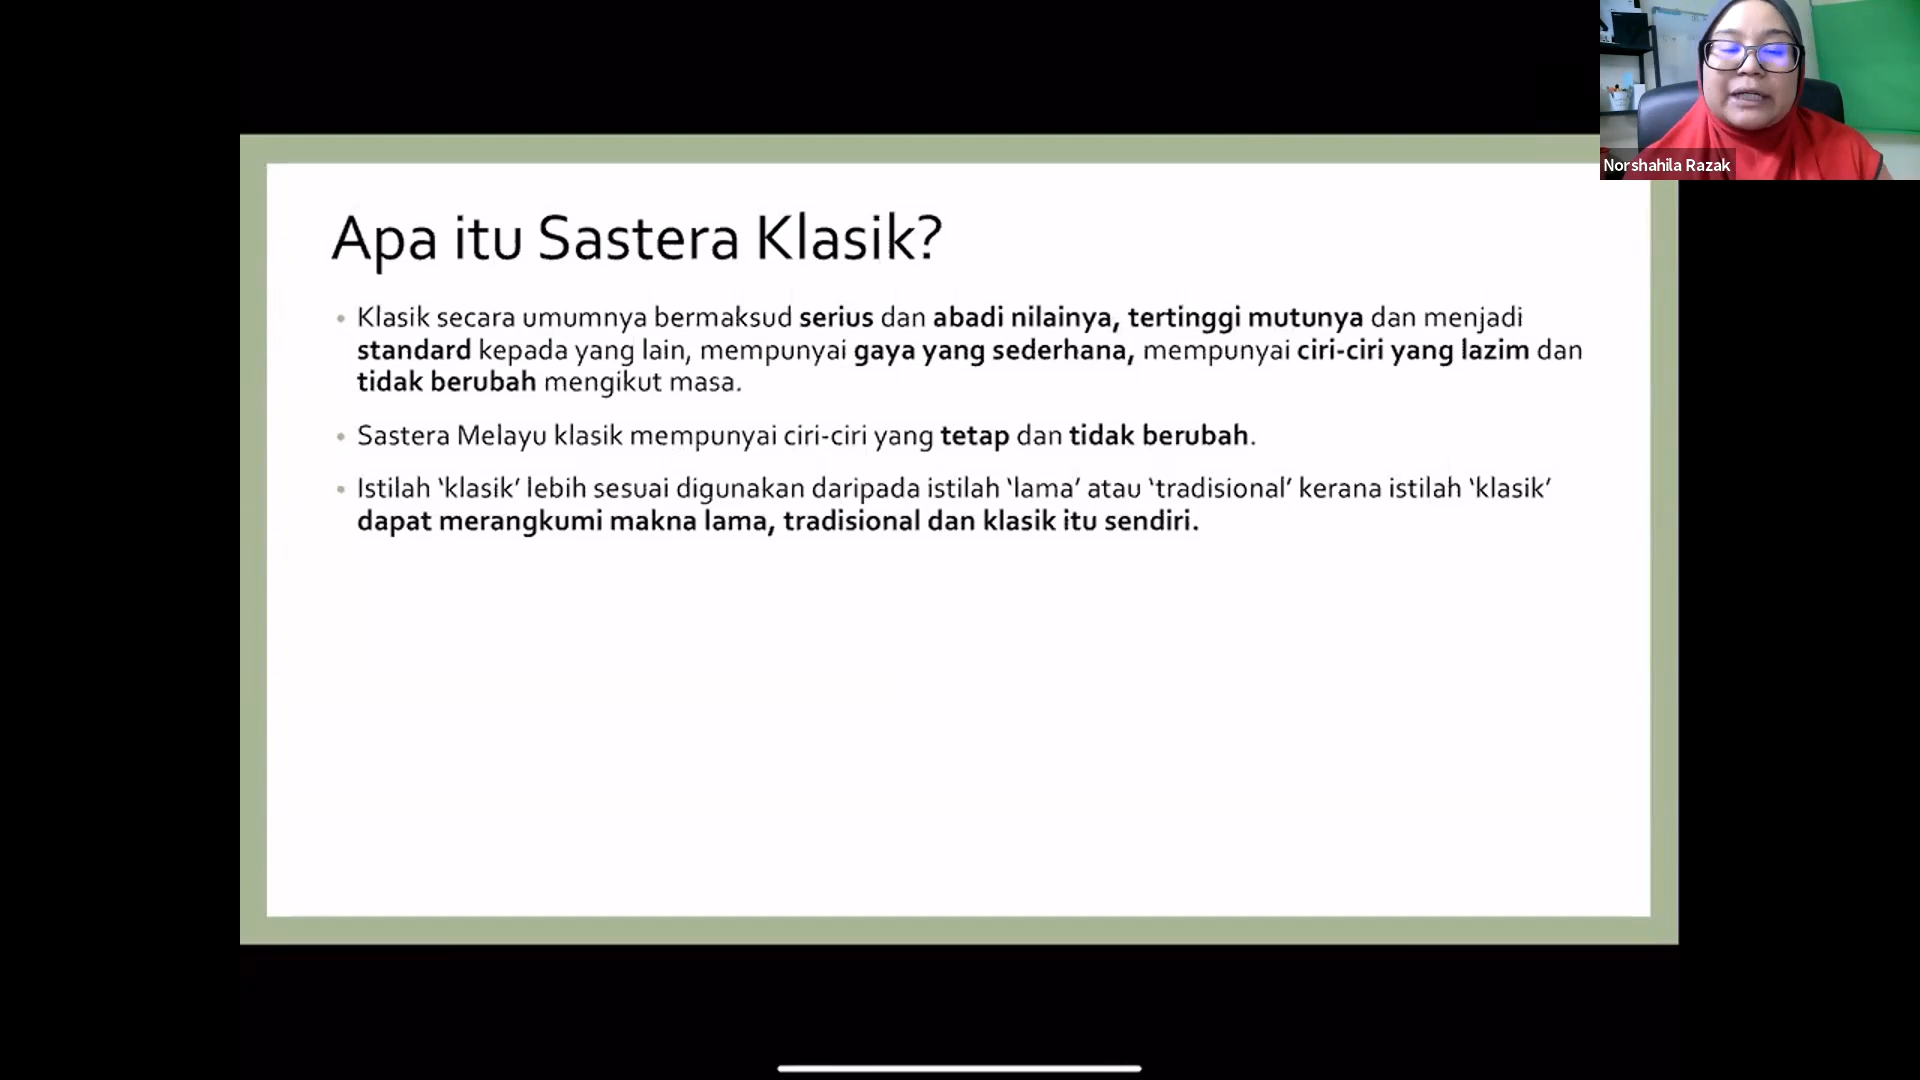 Apa itu Sastera Klasik?
• Klasik secara umumnya bermaksud serius dan abadi nilainya, tertinggi mutunya dan menjadi
standard kepada yang lain, mempunyai gaya yang sederhana, mempunyai ciri-ciri yang lazim dan
tidak berubah mengikut masa.
• Sastera Melayu klasik mempunyai ciri-ciri yang tetap dan tidak berubah.
• Istilah ‘klasik’ lebih sesuai digunakan daripada istilah ‘lama’ atau ‘tradisional’ kerana istilah ‘klasik’
dapat merangkumi makna lama, tradisional dan klasik itu sendiri.
Norshahila Razak